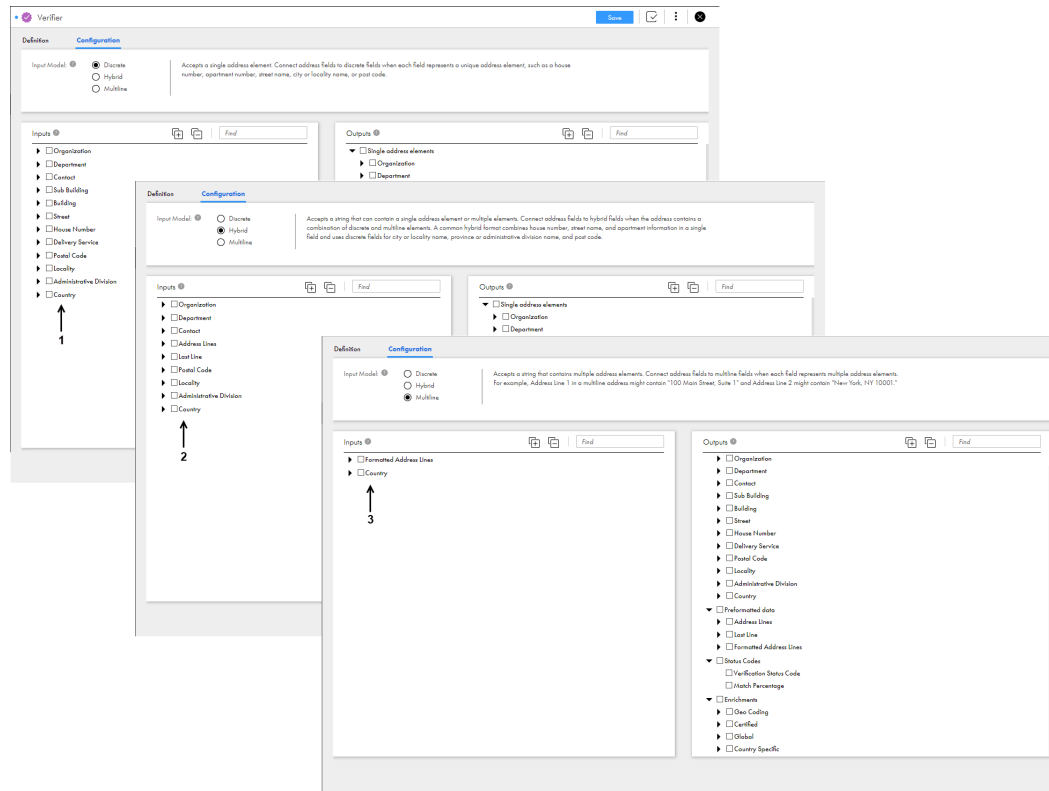 Verifier
Save
Definition Configuration
Input Model: Discrete
Hybrid
Multiline
Accepts a single address element. Connect address fields to discrete fields when each field represents a unique address element, such as a house
number, apartment number, street name, city or locality name, or post code.
Inputs Find
Organization
Department
Contact
Sub Building
Building
Street
House Number
Delivery Service
Postal Code
Locality
Administrative Division
Country
1
Outputs Find
Single address elements
Organization
Department
Definition Configuration
Input Model: Discrete
Hybrid
Multiline
Accepts a string that can contain a single address element or multiple elements. Connect address fields to hybrid fields when the address contains a
combination of discrete and multiline elements. A common hybrid format combines house number, street name, and apartment information in a single
field and uses discrete fields for city or locality name, province or administrative division name, and post code.
Inputs Find
Organization
Department
Contact
Address Lines
Last Line
Postal Code
Locality
Administrative Division
Country
2
Outputs Find
Single address elements
Organization
Department
Definition Configuration
Input Model: Discrete
Hybrid
Multiline
Accepts a string that contains multiple address elements. Connect address fields to multiline fields when each field represents multiple address elements.
For example, Address Line 1 in a multiline address might contain "100 Main Street, Suite 1" and Address Line 2 might contain "New York, NY 10001."
Inputs Find
Formatted Address Lines
Country
3
Outputs Find
Organization
Department
Contact
Sub Building
Building
Street
House Number
Delivery Service
Postal Code
Locality
Administrative Division
Country
Preformatted data
Address Lines
Last Line
Formatted Address Lines
Status Codes
Verification Status Code
Match Percentage
Enrichments
Geo Coding
Certified
Global
Country Specific